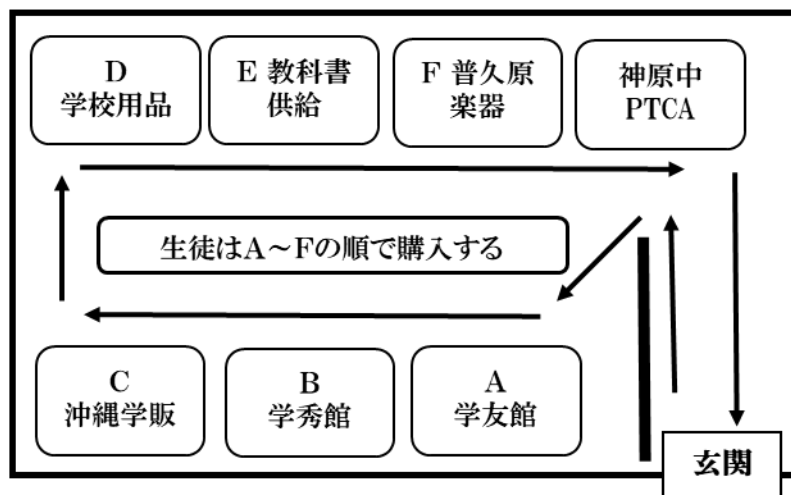 D
学校用品
E 教科書
供給
F 普久原
楽器
神原中
PTCA
生徒はA～Fの順で購入する
C
沖縄学販
B
学秀館
A
学友館
玄関